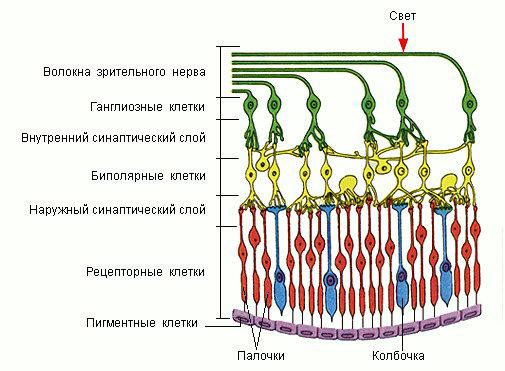 Свет
Волокна зрительного нерва
Ганглиозные клетки
Внутренний синаптический слой
Биполярные клетки
Наружный синаптический слой
Рецепторные клетки
Пигментные клетки
Палочки
Колбочка